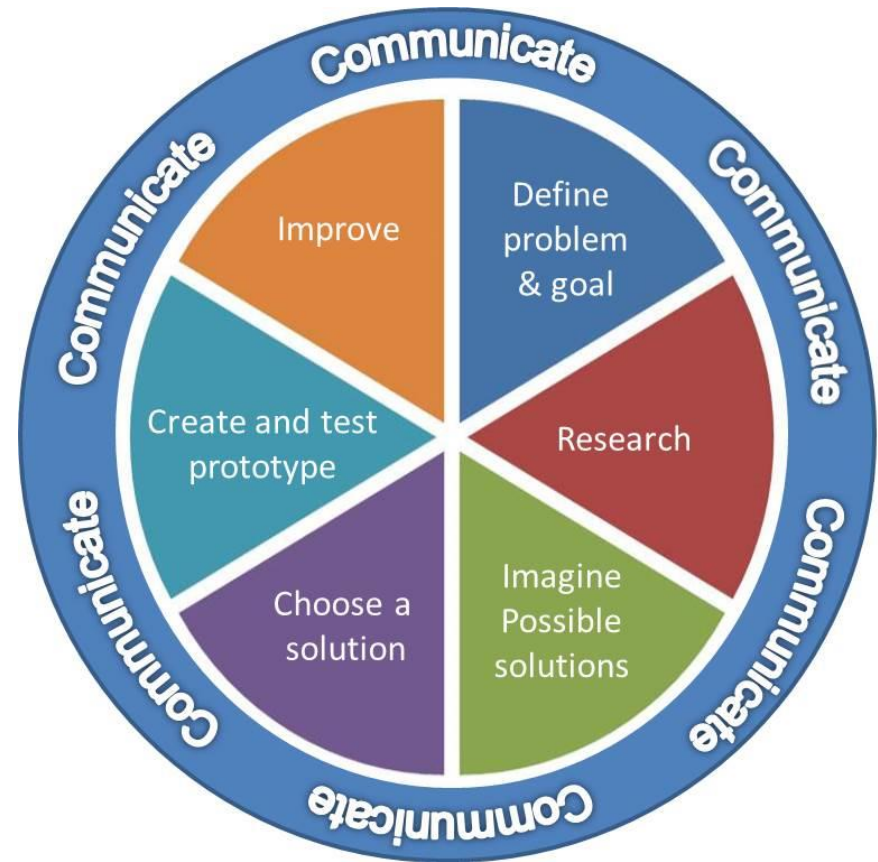 Communicate
Communicate
Communicate
Communicate
Communicate
Communicate
Define
problem
& goal
Research
Imagine
Possible
solutions
Choose a
solution
Create and test
prototype
Improve